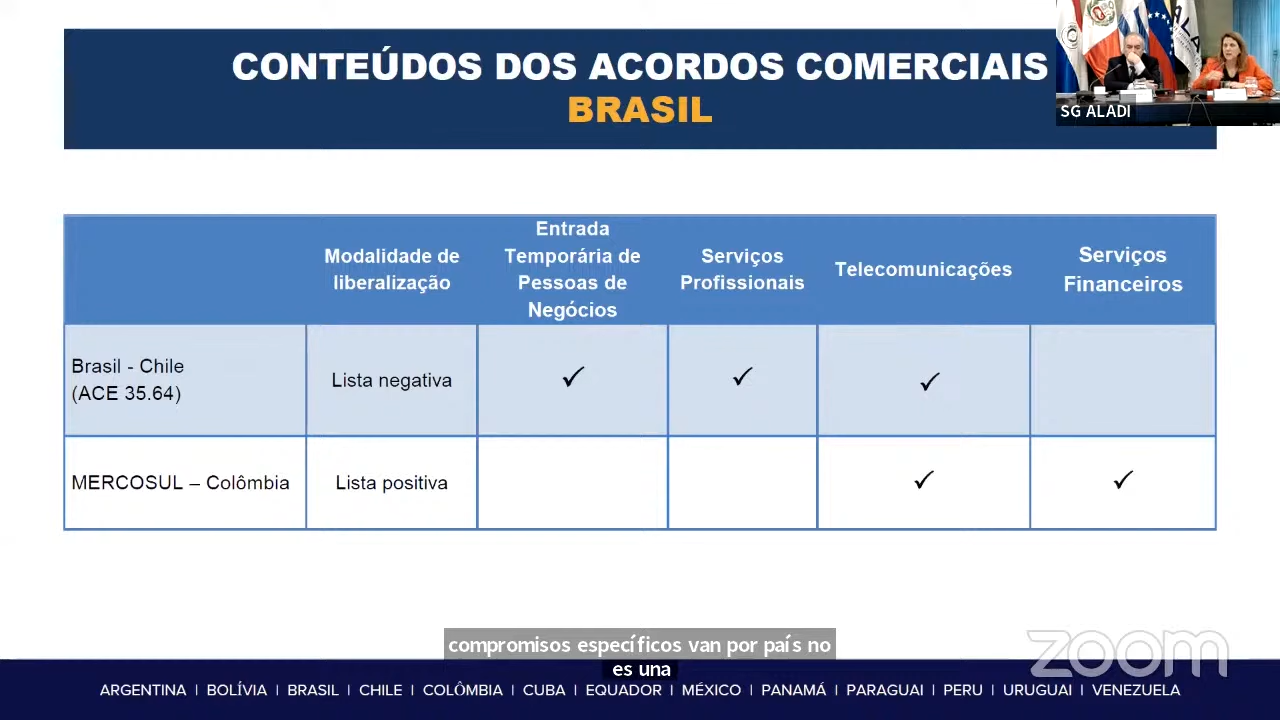 CONTEÚDOS DOS ACORDOS COMERCIAIS
BRASIL
SG ALADI
Modalidade de
liberalização
Entrada
Temporária de
Pessoas de
Negócios
Serviços
Profissionais
Telecomunicações
Serviços
Financeiros
Brasil - Chile
(ACE 35.64)
Lista negativa
✓
✓
✓
MERCOSUL – Colômbia
Lista positiva
✓
✓
compromisos específicos van por país no
es una
zoom
ARGENTINA | BOLÍVIA | BRASIL | CHILE | COLÔMBIA | CUBA | EQUADOR | MÉXICO | PANAMÁ | PARAGUAI | PERU | URUGUAI | VENEZUELA